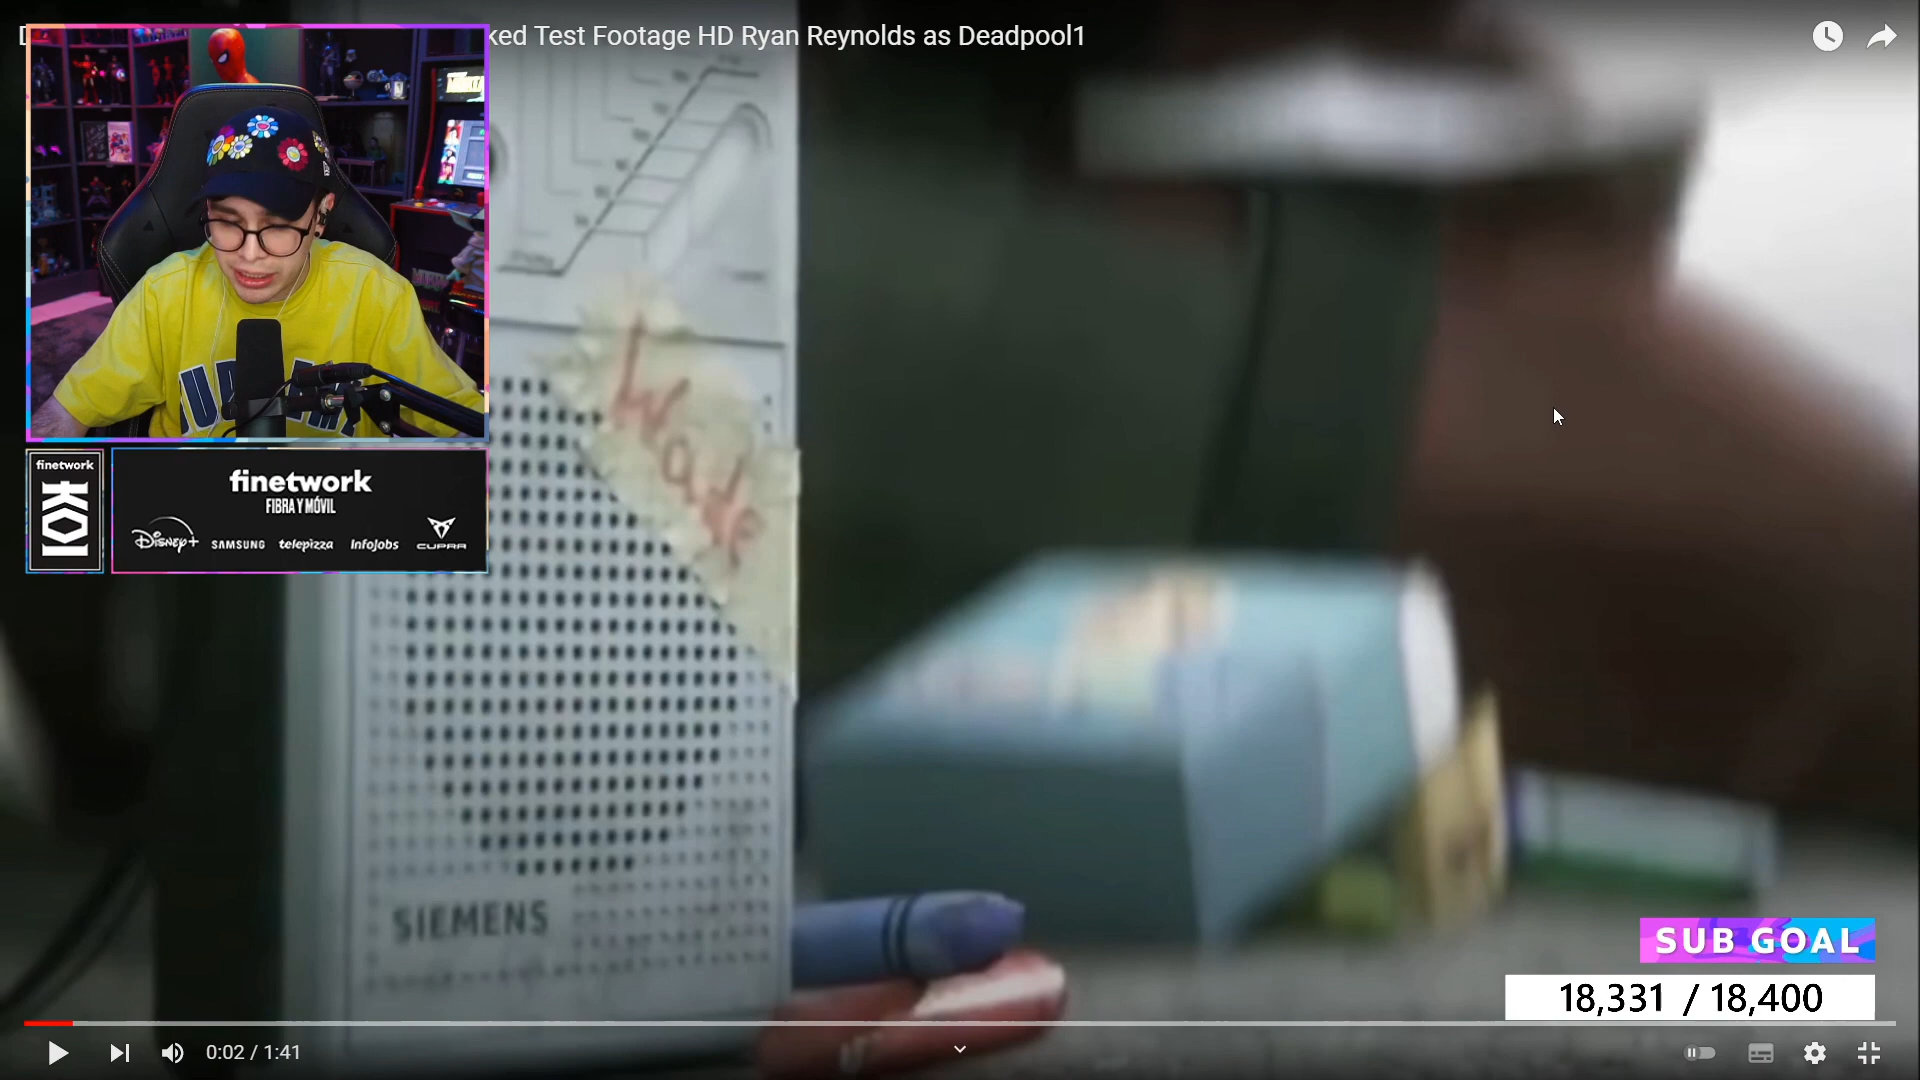 ked Test Footage HD Ryan Reynolds as Deadpool1
Wade
finetwork
KOI
finetwork
FIBRA Y MÓVIL
Disney+ SAMSUNG telepizza InfoJobs CUPRA
SIEMENS
SUB GOAL
18,331 / 18,400
0:02 / 1:41